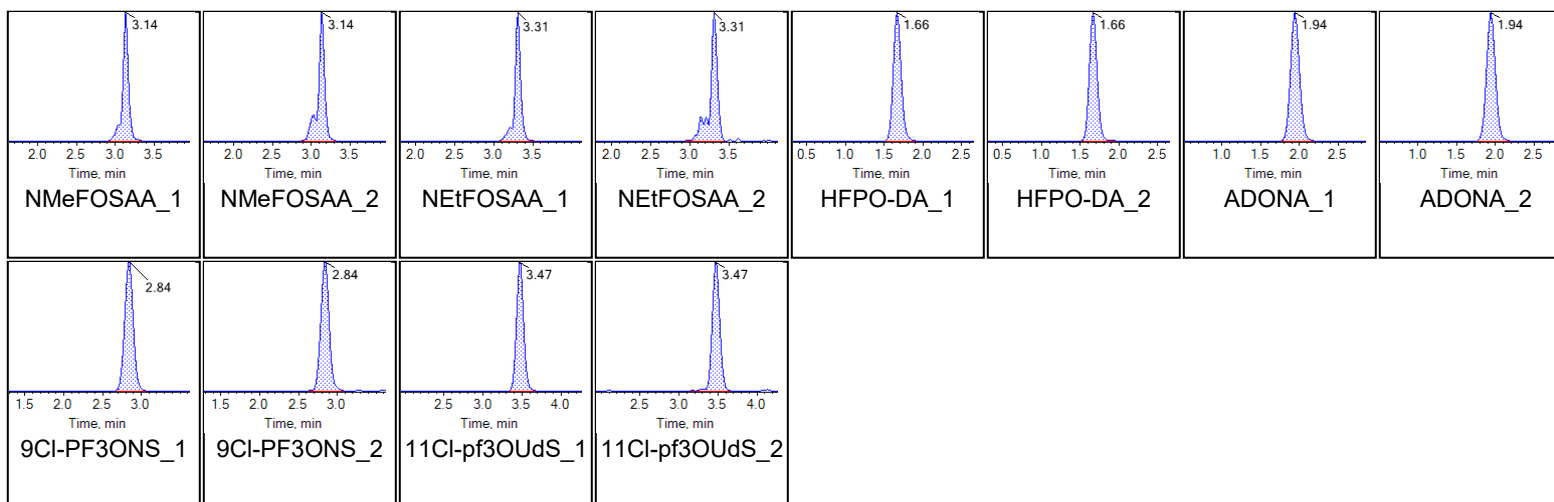 3.14 3.14 3.31 3.31 1.66 1.66 1.94 1.94
2.0 2.5 3.0 3.5 2.0 2.5 3.0 3.5 2.0 2.5 3.0 3.5 2.0 2.5 3.0 3.5 0.5 1.0 1.5 2.0 2.5 0.5 1.0 1.5 2.0 2.5 1.0 1.5 2.0 2.5 1.0 1.5 2.0 2.5
Time, min Time, min Time, min Time, min Time, min Time, min Time, min Time, min
NMeFOSAA_1 NMeFOSAA_2 NEtFOSAA_1 NEtFOSAA_2 HFPO-DA_1 HFPO-DA_2 ADONA_1 ADONA_2
2.84 2.84 3.47 3.47
1.5 2.0 2.5 3.0 1.5 2.0 2.5 3.0 2.5 3.0 3.5 4.0 2.5 3.0 3.5 4.0
Time, min Time, min Time, min Time, min
9Cl-PF3ONS_1 9Cl-PF3ONS_2 11Cl-pf3OUdS_1 11Cl-pf3OUdS_2